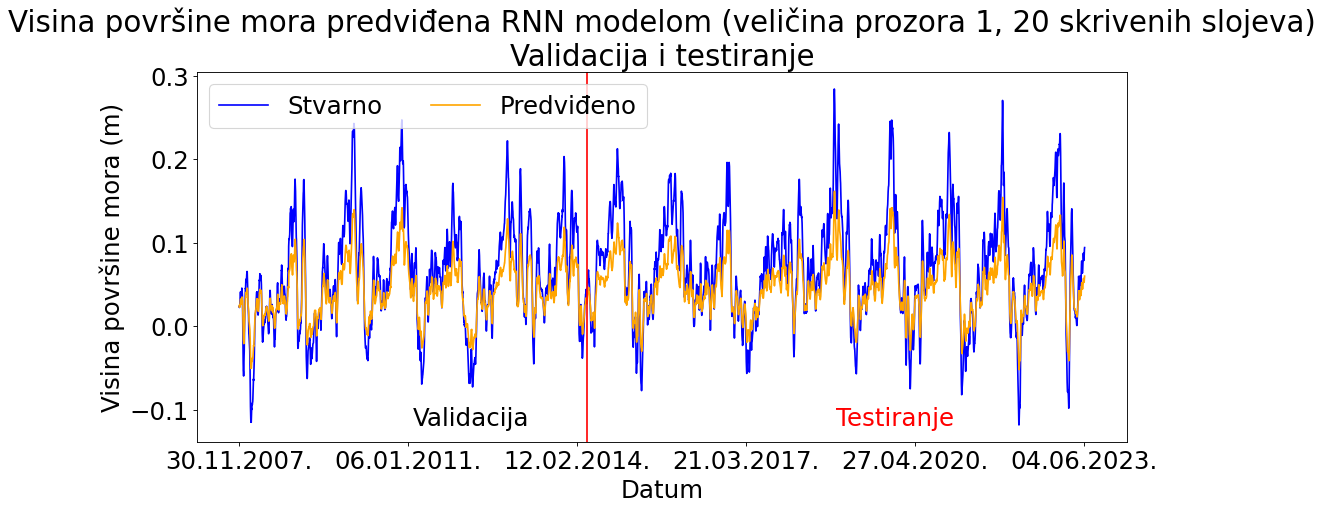 Visina površine mora predviđena RNN modelom (veličina prozora 1, 20 skrivenih slojeva)
Validacija i testiranje
Stvarno
Predviđeno
Visina površine mora (m)
0.3
0.2
0.1
0.0
−0.1
Validacija
Testiranje
30.11.2007.
06.01.2011.
12.02.2014.
21.03.2017.
27.04.2020.
04.06.2023.
Datum